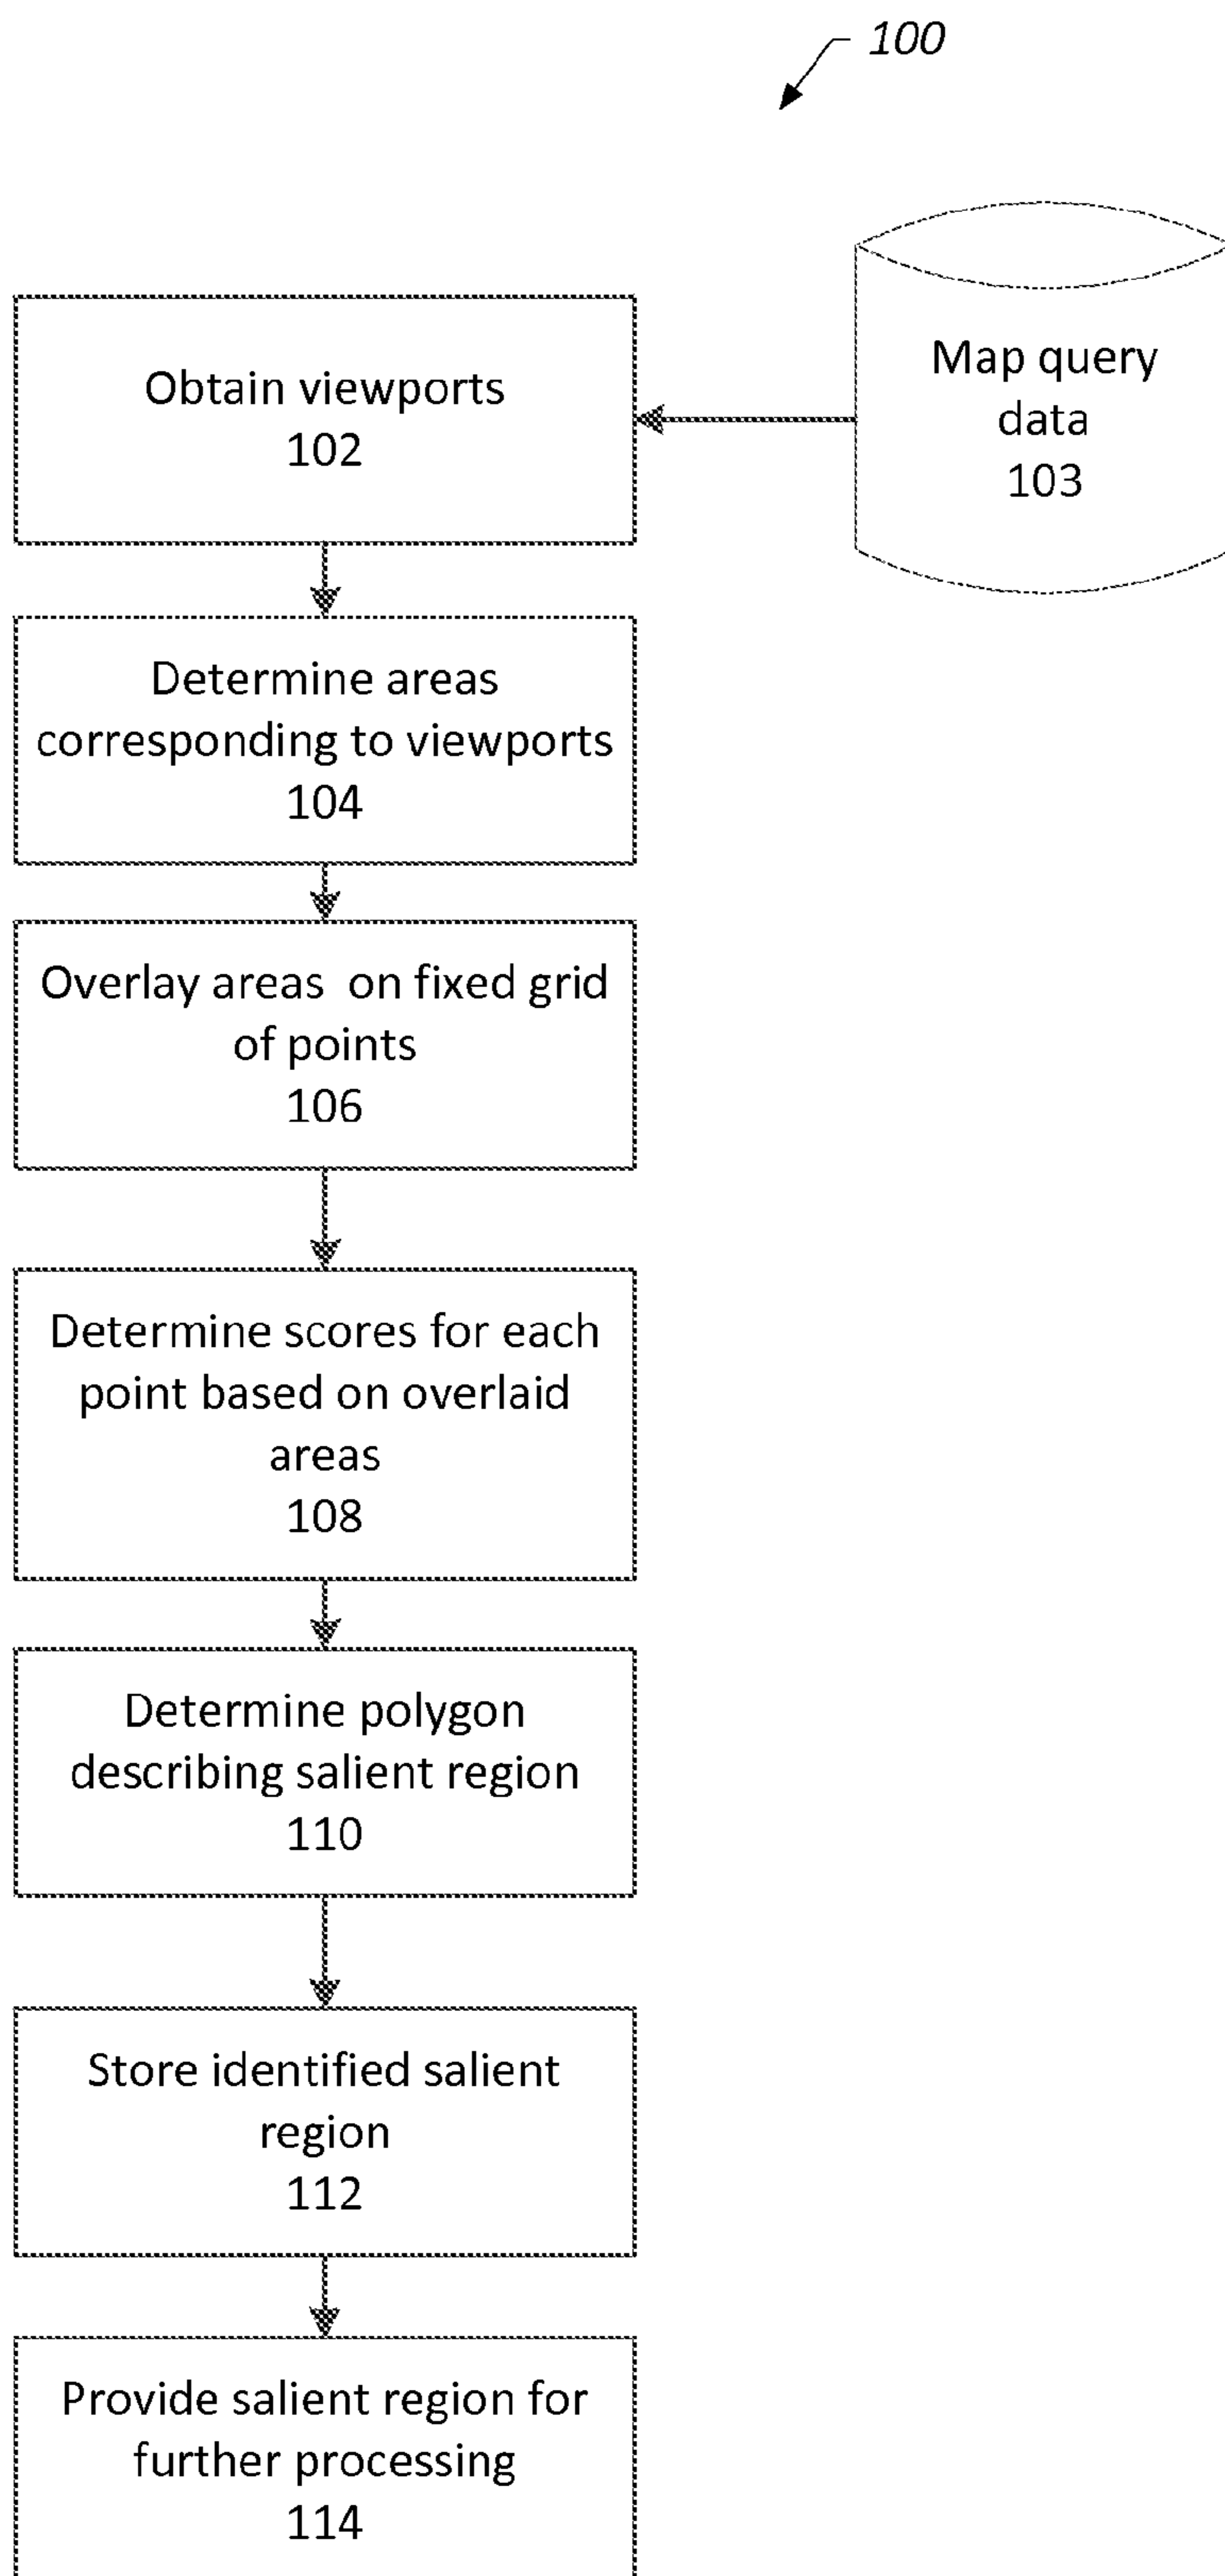 100
Map query
data
103
Obtain viewports
102
Determine areas
corresponding to viewports
104
Overlay areas on fixed grid
of points
106
Determine scores for each
point based on overlaid
areas
108
Determine polygon
describing salient region
110
Store identified salient
region
112
Provide salient region for
further processing
114